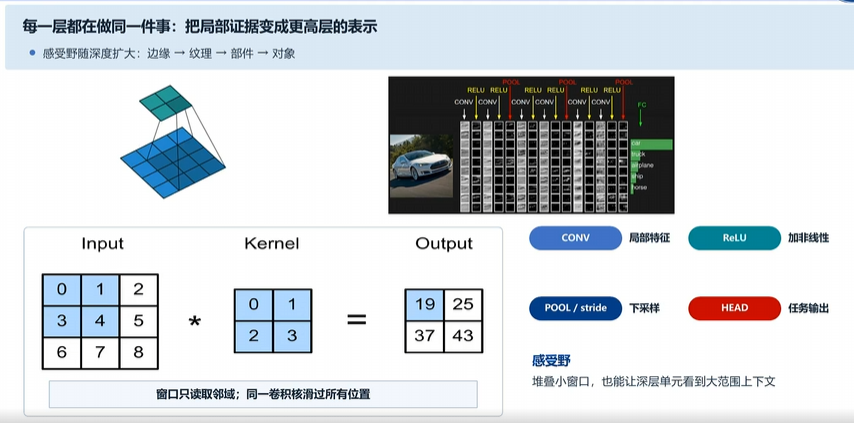 每一层都在做同一件事：把局部证据变成更高层的表示
感受野随深度扩大：边缘 → 纹理 → 部件 → 对象
POOL POOL POOL
RELU RELU RELU RELU RELU RELU
CONV CONV CONV CONV CONV CONV
FC
car
truck
airplane
ship
horse
Input Kernel Output
0 1 2
3 4 5
6 7 8
*
0 1
2 3
=
19 25
37 43
窗口只读取邻域；同一卷积核滑过所有位置
CONV 局部特征 ReLU 加非线性
POOL / stride 下采样 HEAD 任务输出
感受野
堆叠小窗口，也能让深层单元看到大范围上下文